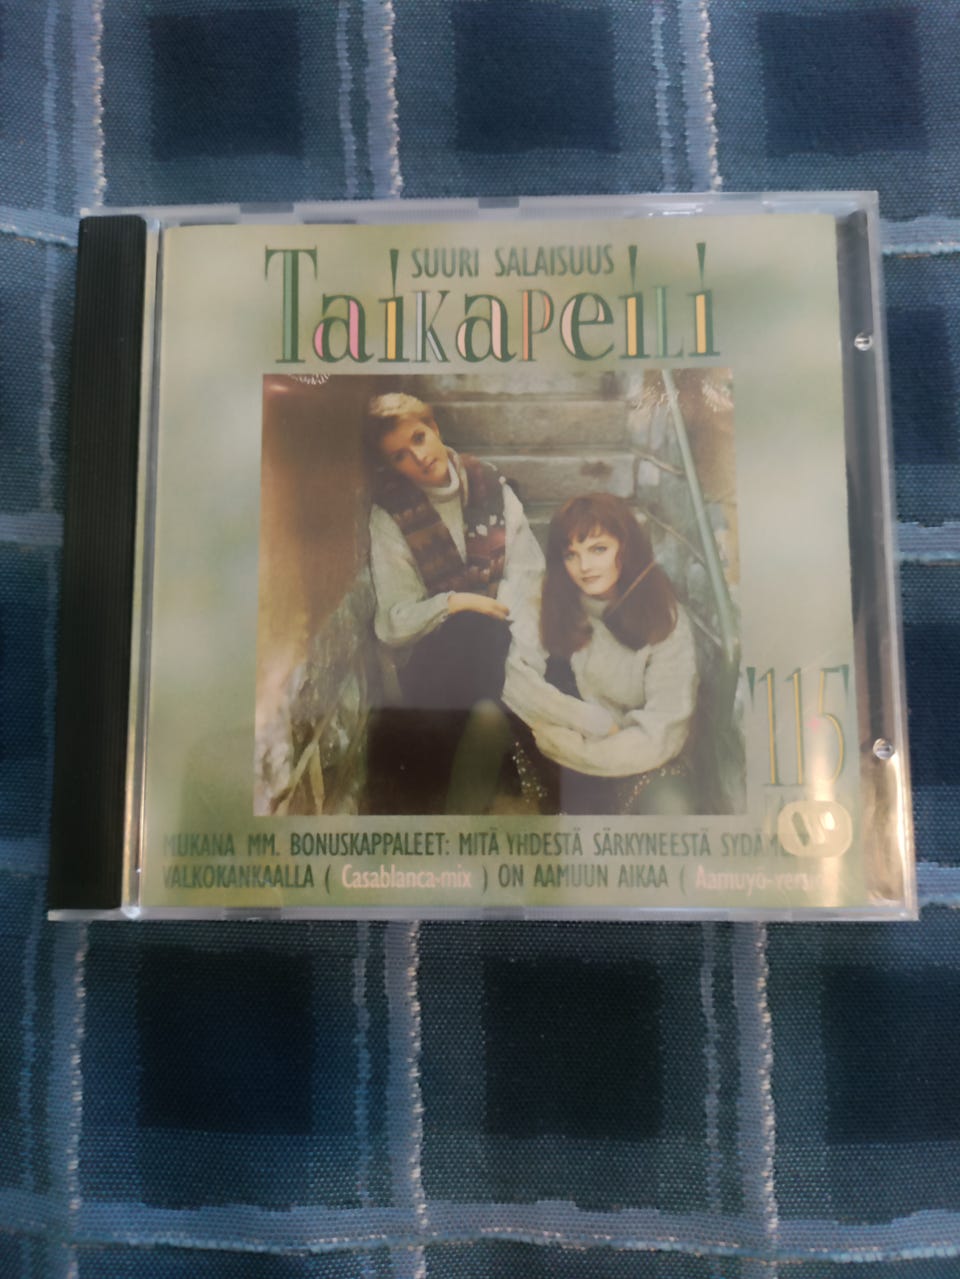 SUURI SALAISUUS
Taikapeili
'115'
MUKANA MM. BONUSKAPPALEET: MITÄ YHDESTÄ SÄRKYNEESTÄ
VALKOKANKAALLA ( Casablanca-mix ) ON AAMUUN AIKAA (